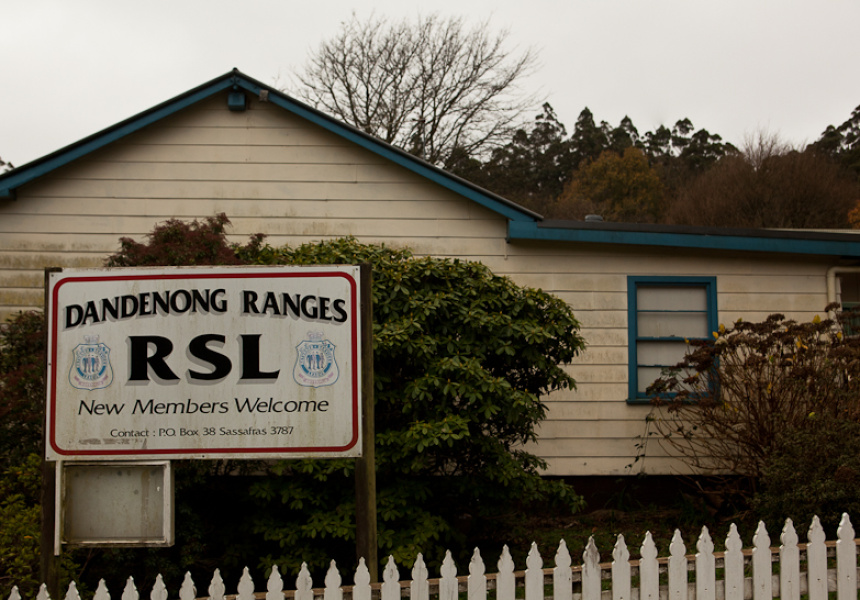 DANDENONG RANGES
RSL
New Members Welcome
Contact : P.O. Box 38 Sassafras 3787